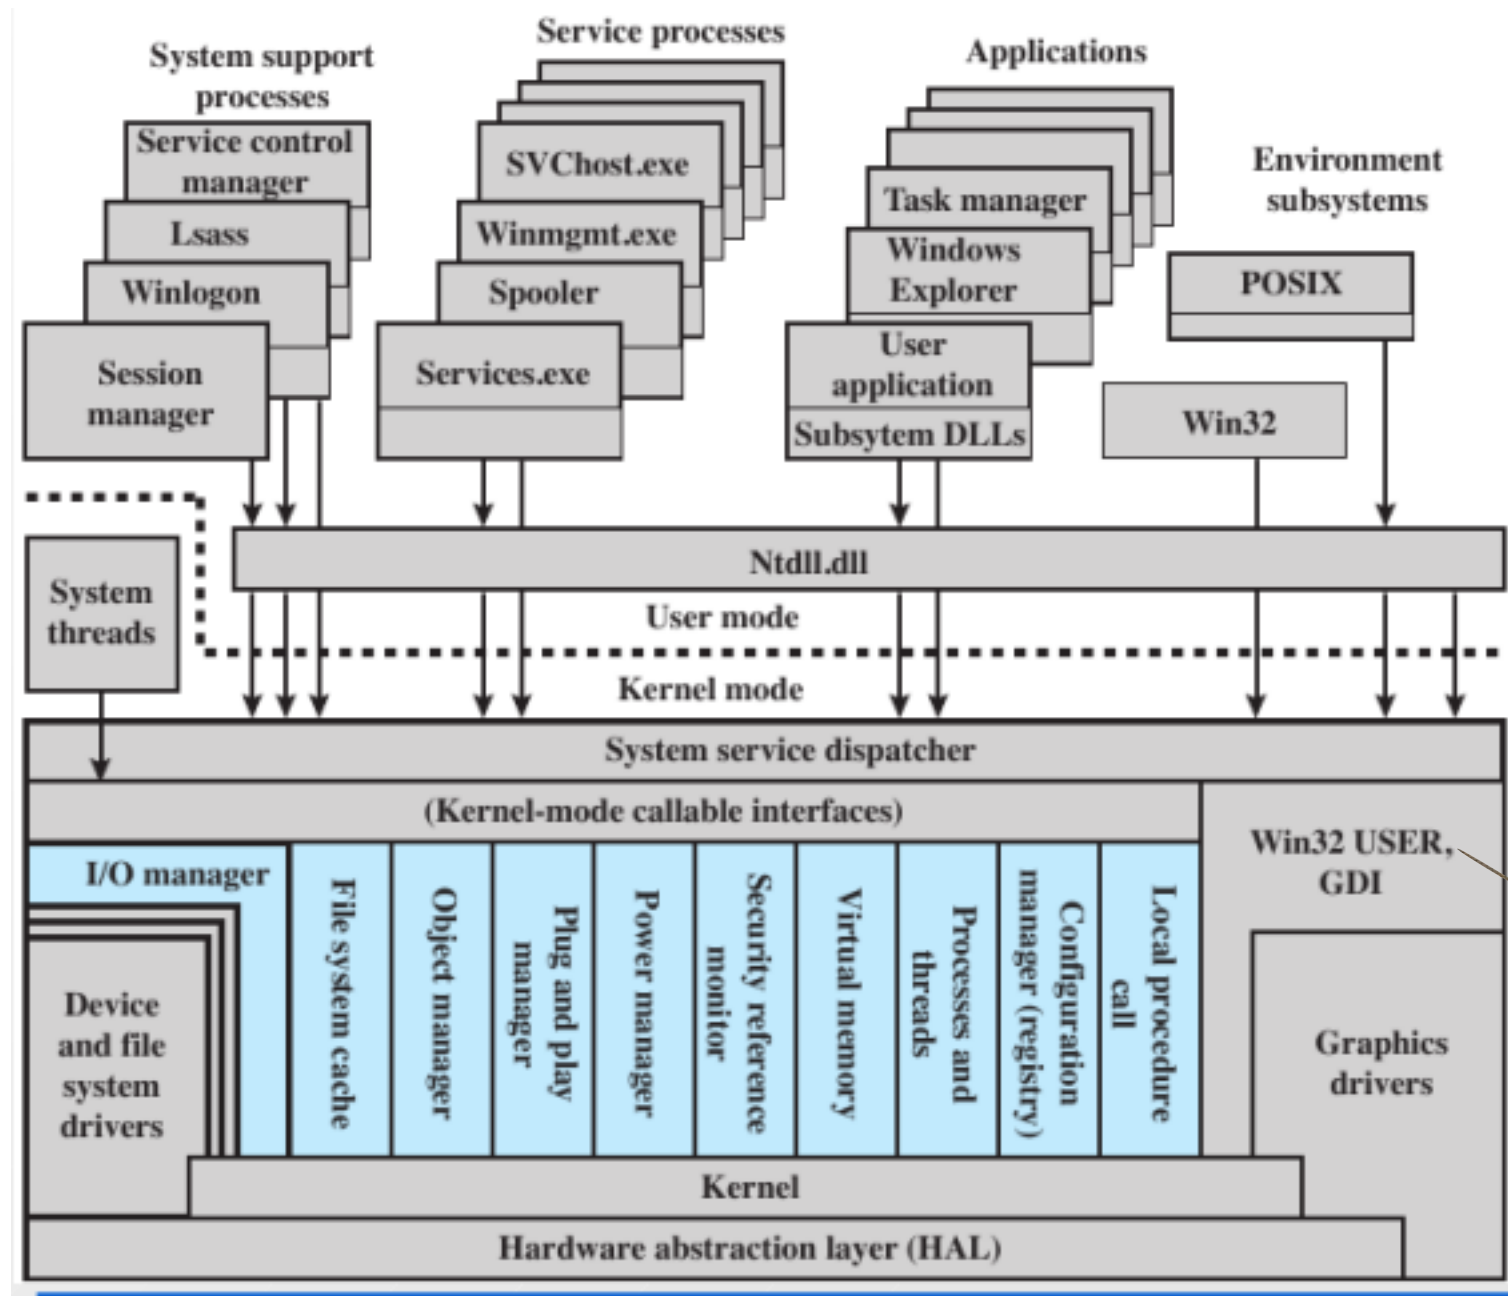 Service processes
System support
processes
Applications
Environment
subsystems
Service control
manager
Lsass
Winlogon
Session
manager
SVChost.exe
Winmgmt.exe
Spooler
Services.exe
Task manager
Windows
Explorer
User
application
Subsytem DLLs
POSIX
Win32
Ntdll.dll
System
threads
User mode
Kernel mode
System service dispatcher
(Kernel-mode callable interfaces)
Win32 USER,
GDI
I/O manager
Device
and file
system
drivers
File system cache
Object manager
Plug and play
manager
Power manager
Security reference
monitor
Virtual memory
Processes and
threads
Configuration
manager (registry)
Local procedure
call
Graphics
drivers
Kernel
Hardware abstraction layer (HAL)